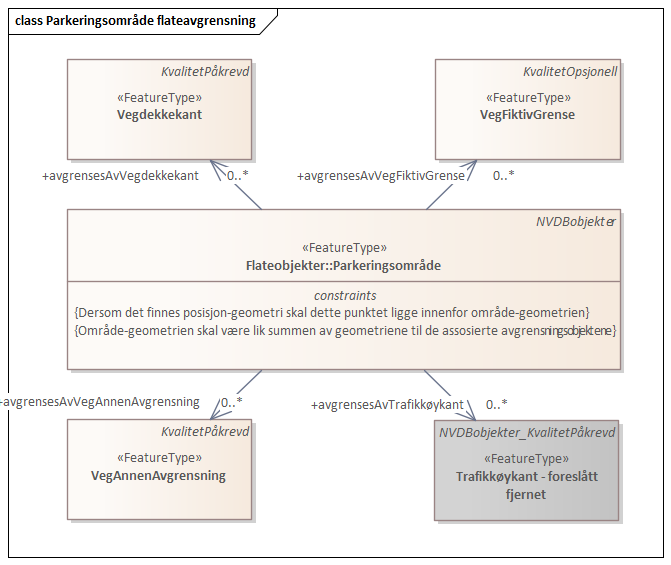 class Parkeringsområde flateavgrensning
KvalitetPåkrevd
«FeatureType»
Vegdekkekant
KvalitetOpsjonell
«FeatureType»
VegFiktivGrense
+avgrensesAvVegdekkekant 0..*
+avgrensesAvVegFiktivGrense 0..*
NVDBobjekter
«FeatureType»
Flateobjekter::Parkeringsområde
constraints
{Dersom det finnes posisjon-geometri skal dette punktet ligge innenfor område-geometrien}
{Område-geometrien skal være lik summen av geometriene til de assosierte avgrensningsobjektene}
+avgrensesAvVegAnnenAvgrensning 0..*
+avgrensesAvTrafikkøykant 0..*
KvalitetPåkrevd
«FeatureType»
VegAnnenAvgrensning
NVDBobjekter_KvalitetPåkrevd
«FeatureType»
Trafikkøykant - foreslått
fjernet